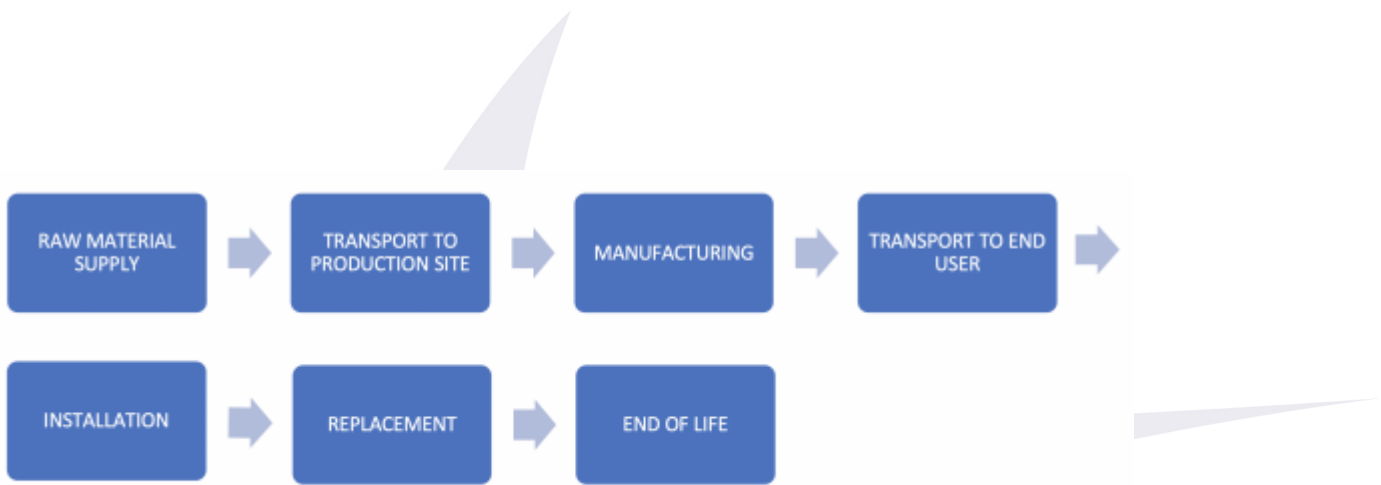 RAW MATERIAL
SUPPLY
TRANSPORT TO
PRODUCTION SITE
MANUFACTURING
TRANSPORT TO END
USER
INSTALLATION
REPLACEMENT
END OF LIFE